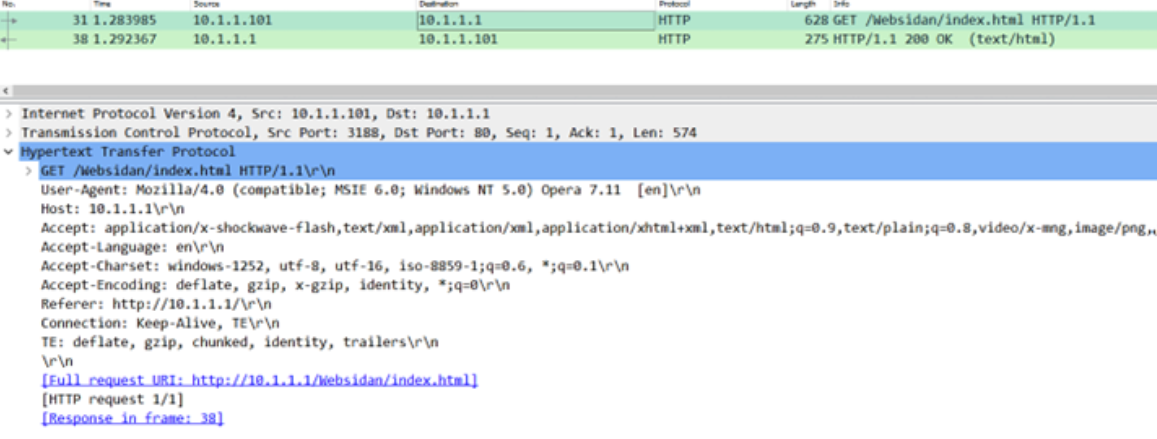 No. Time Source Destination Protocol Length Info
31 1.283985 10.1.1.101 10.1.1.1 HTTP 628 GET /Websidan/index.html HTTP/1.1
38 1.292367 10.1.1.1 10.1.1.101 HTTP 275 HTTP/1.1 200 OK (text/html)
Internet Protocol Version 4, Src: 10.1.1.101, Dst: 10.1.1.1
Transmission Control Protocol, Src Port: 3188, Dst Port: 80, Seq: 1, Ack: 1, Len: 574
Hypertext Transfer Protocol
GET /Websidan/index.html HTTP/1.1\r\n
User-Agent: Mozilla/4.0 (compatible; MSIE 6.0; Windows NT 5.0) Opera 7.11 [en]\r\n
Host: 10.1.1.1\r\n
Accept: application/x-shockwave-flash,text/xml,application/xml,application/xhtml+xml,text/html;q=0.9,text/plain;q=0.8,video/x-mng,image/png,
Accept-Language: en\r\n
Accept-Charset: windows-1252, utf-8, utf-16, iso-8859-1;q=0.6, *;q=0.1\r\n
Accept-Encoding: deflate, gzip, x-gzip, identity, *;q=0\r\n
Referer: http://10.1.1.1/\r\n
Connection: Keep-Alive, TE\r\n
TE: deflate, gzip, chunked, identity, trailers\r\n
\r\n
[Full request URI: http://10.1.1.1/Websidan/index.html]
[HTTP request 1/1]
[Response in frame: 38]